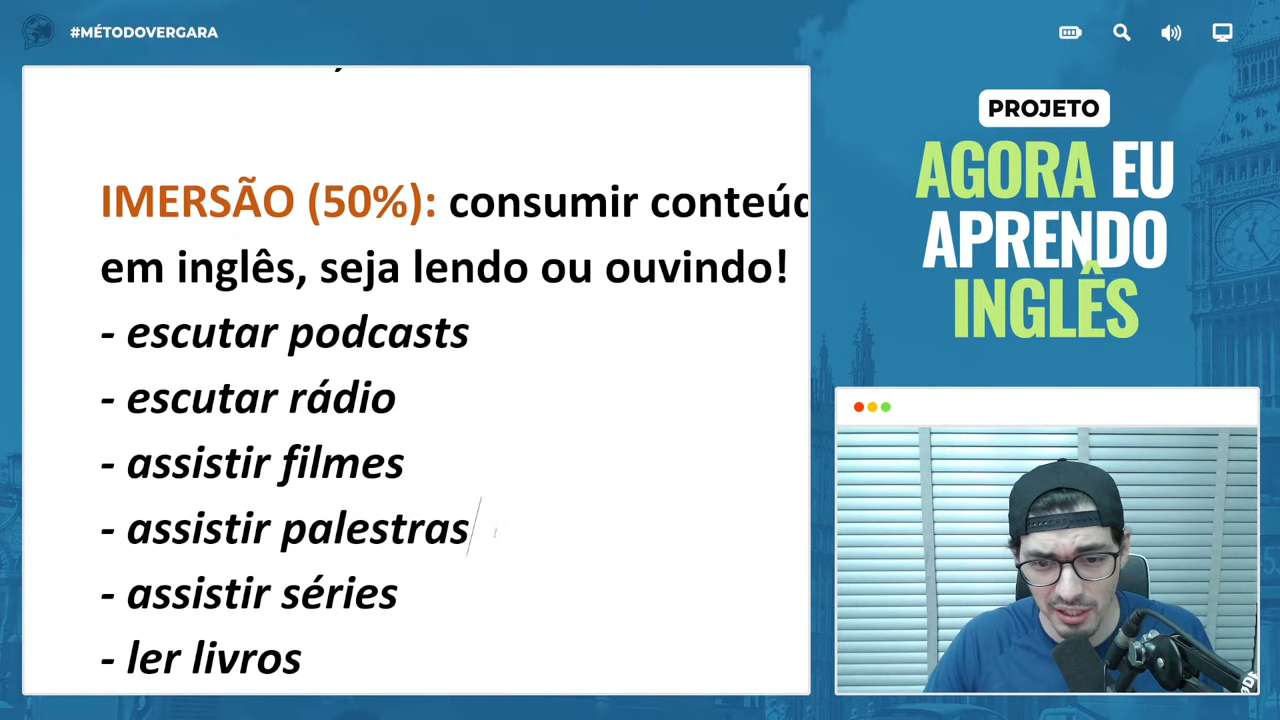 #MÉTODOVERGARA
IMERSÃO (50%): consumir conteúd
em inglês, seja lendo ou ouvindo!
- escutar podcasts
- escutar rádio
- assistir filmes
- assistir palestras
- assistir séries
- ler livros
PROJETO
AGORA EU
APRENDO
INGLÊS